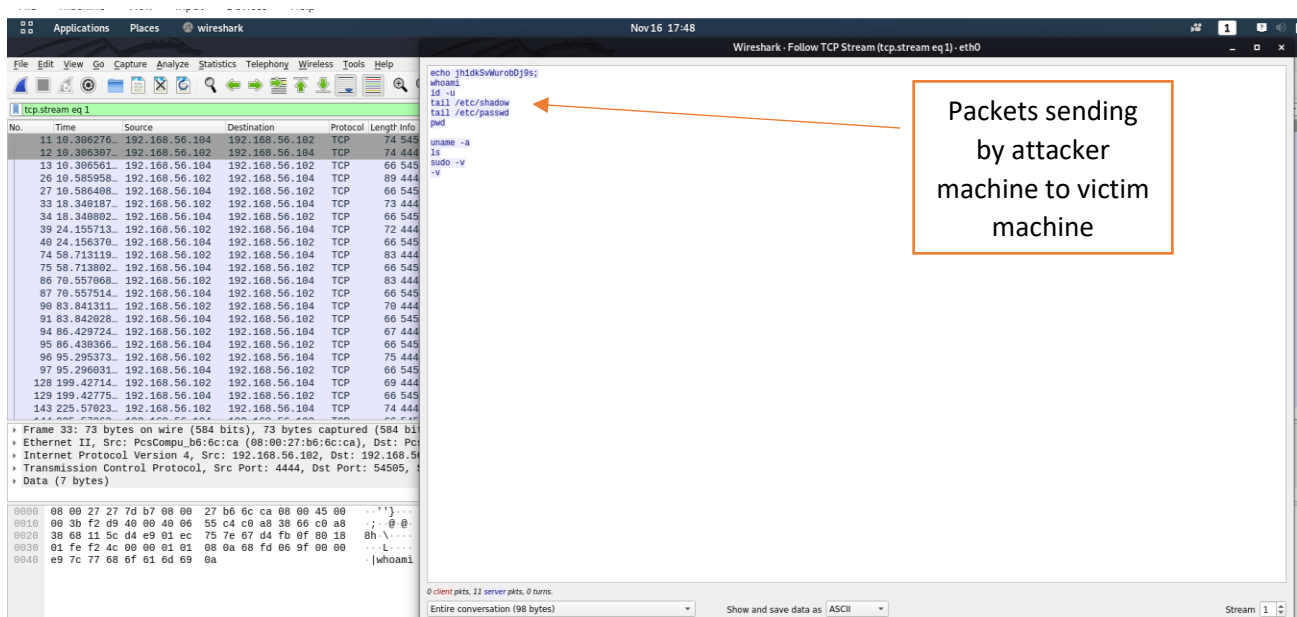 Applications Places wireshark Nov 16 17:48 1
Wireshark · Follow TCP Stream (tcp.stream eq 1) · eth0
File Edit View Go Capture Analyze Statistics Telephony Wireless Tools Help
tcp.stream eq 1
No. Time Source Destination Protocol Length Info
11 10.306276… 192.168.56.104 192.168.56.102 TCP 74 545
12 10.306307… 192.168.56.102 192.168.56.104 TCP 74 444
13 10.306561… 192.168.56.104 192.168.56.102 TCP 66 545
26 10.585958… 192.168.56.102 192.168.56.104 TCP 89 444
27 10.586408… 192.168.56.104 192.168.56.102 TCP 66 545
33 18.340187… 192.168.56.102 192.168.56.104 TCP 73 444
34 18.340802… 192.168.56.104 192.168.56.102 TCP 66 545
39 24.155713… 192.168.56.102 192.168.56.104 TCP 72 444
40 24.156370… 192.168.56.104 192.168.56.102 TCP 66 545
74 58.713119… 192.168.56.102 192.168.56.104 TCP 83 444
75 58.713802… 192.168.56.104 192.168.56.102 TCP 66 545
86 70.557068… 192.168.56.102 192.168.56.104 TCP 83 444
87 70.557514… 192.168.56.104 192.168.56.102 TCP 66 545
90 83.841311… 192.168.56.102 192.168.56.104 TCP 70 444
91 83.842028… 192.168.56.104 192.168.56.102 TCP 66 545
94 86.429724… 192.168.56.102 192.168.56.104 TCP 67 444
95 86.430366… 192.168.56.104 192.168.56.102 TCP 66 545
96 95.295373… 192.168.56.102 192.168.56.104 TCP 75 444
97 95.296031… 192.168.56.104 192.168.56.102 TCP 66 545
128 199.42714… 192.168.56.102 192.168.56.104 TCP 69 444
129 199.42775… 192.168.56.104 192.168.56.102 TCP 66 545
143 225.57023… 192.168.56.102 192.168.56.104 TCP 74 444
Frame 33: 73 bytes on wire (584 bits), 73 bytes captured (584 bit
Ethernet II, Src: PcsCompu_b6:6c:ca (08:00:27:b6:6c:ca), Dst: Pcs
Internet Protocol Version 4, Src: 192.168.56.102, Dst: 192.168.56
Transmission Control Protocol, Src Port: 4444, Dst Port: 54505, S
Data (7 bytes)
0000 08 00 27 27 7d b7 08 00 27 b6 6c ca 08 00 45 00 ··''}···
0010 00 3b f2 d9 40 00 40 06 55 c4 c0 a8 38 66 c0 a8 ·;··@·@·
0020 38 68 11 5c d4 e9 01 ec 75 7e 67 d4 fb 0f 80 18 8h·\····
0030 01 fe f2 4c 00 00 01 01 08 0a 68 fd 06 9f 00 00 ···L····
0040 e9 7c 77 68 6f 61 6d 69 0a ·|whoami
echo jh1dkSvWurobDj9s;
whoami
id -u
tail /etc/shadow
tail /etc/passwd
pwd
uname -a
ls
sudo -v
-v
Packets sending
by attacker
machine to victim
machine
0 client pkts, 11 server pkts, 0 turns.
Entire conversation (98 bytes) Show and save data as ASCII Stream 1